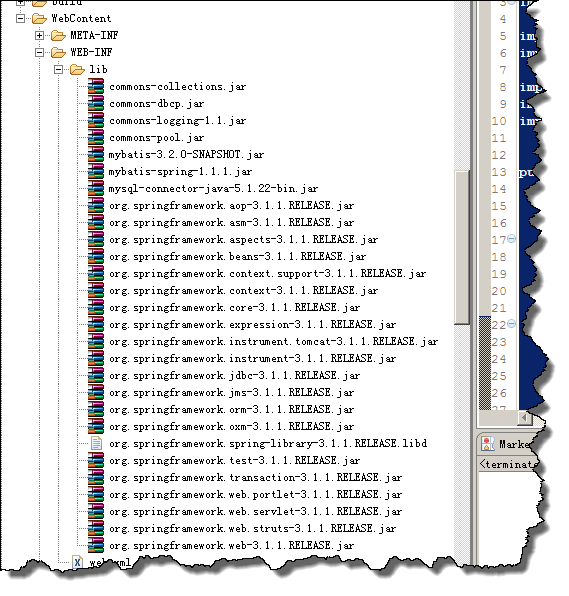 build
WebContent
META-INF
WEB-INF
lib
commons-collections.jar
commons-dbcp.jar
commons-logging-1.1.jar
commons-pool.jar
mybatis-3.2.0-SNAPSHOT.jar
mybatis-spring-1.1.1.jar
mysql-connector-java-5.1.22-bin.jar
org.springframework.aop-3.1.1.RELEASE.jar
org.springframework.asm-3.1.1.RELEASE.jar
org.springframework.aspects-3.1.1.RELEASE.jar
org.springframework.beans-3.1.1.RELEASE.jar
org.springframework.context.support-3.1.1.RELEASE.jar
org.springframework.context-3.1.1.RELEASE.jar
org.springframework.core-3.1.1.RELEASE.jar
org.springframework.expression-3.1.1.RELEASE.jar
org.springframework.instrument.tomcat-3.1.1.RELEASE.jar
org.springframework.instrument-3.1.1.RELEASE.jar
org.springframework.jdbc-3.1.1.RELEASE.jar
org.springframework.jms-3.1.1.RELEASE.jar
org.springframework.orm-3.1.1.RELEASE.jar
org.springframework.oxm-3.1.1.RELEASE.jar
org.springframework.spring-library-3.1.1.RELEASE.libd
org.springframework.test-3.1.1.RELEASE.jar
org.springframework.transaction-3.1.1.RELEASE.jar
org.springframework.web.portlet-3.1.1.RELEASE.jar
org.springframework.web.servlet-3.1.1.RELEASE.jar
org.springframework.web.struts-3.1.1.RELEASE.jar
org.springframework.web-3.1.1.RELEASE.jar
web.xml
3
4
5 im
6 im
7
8 imp
9 im
10 imp
11
12
13 pu
14
15
16
17
18
19
20
21
22
23
24
25
26
27
Marke
<terminat